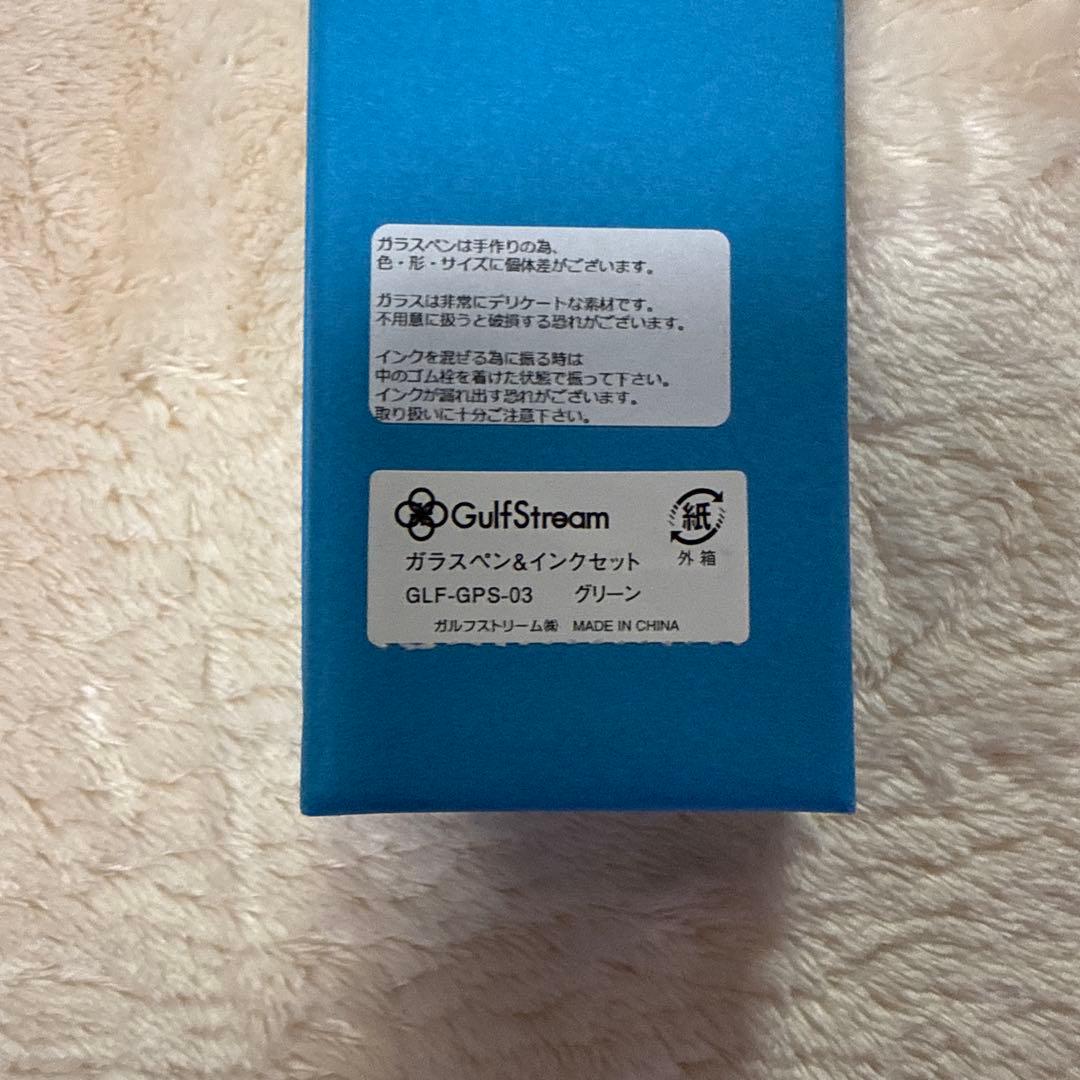 ガラスペンは手作りの為、
色・形・サイズに個体差がございます。
ガラスは非常にデリケートな素材です。
不用意に扱うと破損する恐れがございます。
インクを混ぜる為に振る時は
中のゴム栓を着けた状態で振って下さい。
インクが漏れ出す恐れがございます。
取り扱いに十分ご注意下さい。
GulfStream
紙
外箱
ガラスペン&インクセット
GLF-GPS-03 グリーン
ガルフストリーム㈱ MADE IN CHINA